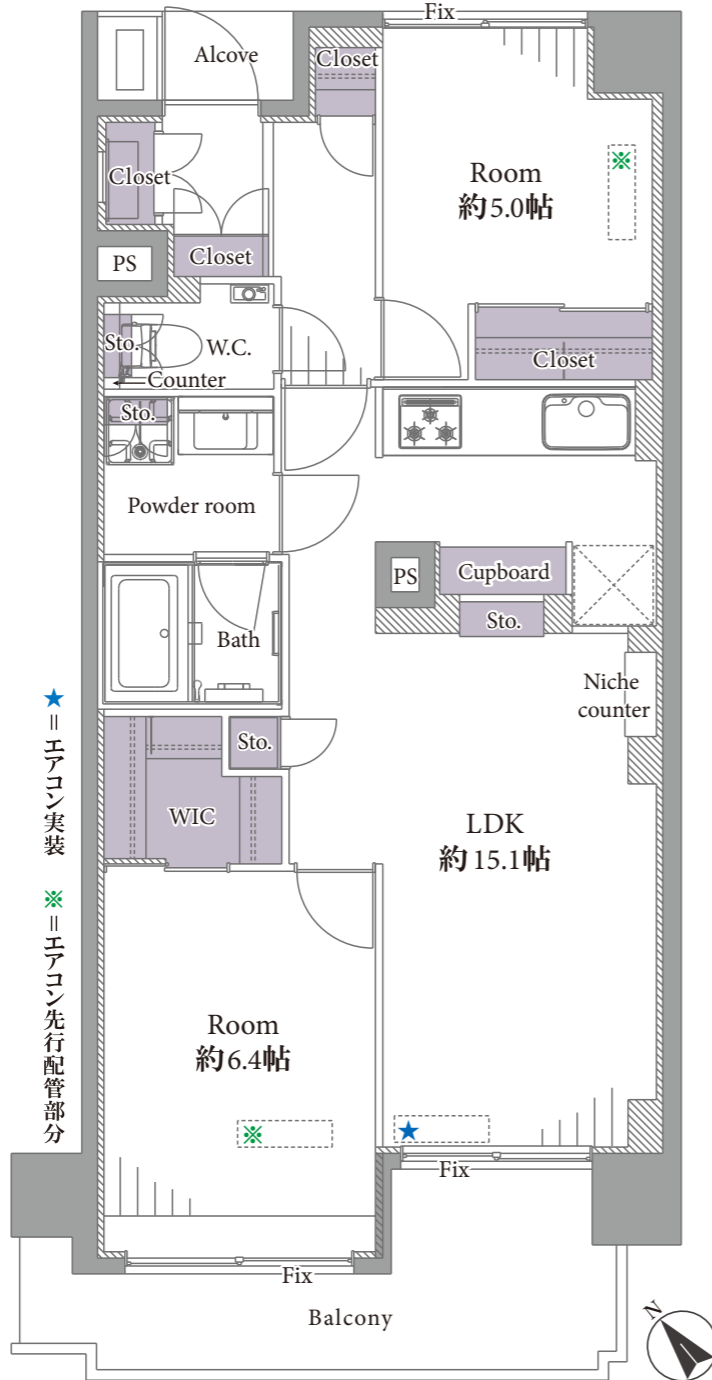 Fix
Alcove
Closet
Room
約5.0帖
※
Closet
Closet
PS
Sto.
W.C.
Counter
Closet
Sto.
Powder room
PS
Cupboard
Sto.
Bath
Niche
counter
Sto.
WIC
LDK
約15.1帖
★=エアコン実装 ※=エアコン先行配管部分
Room
約6.4帖
※
★
Fix
Fix
Balcony
N